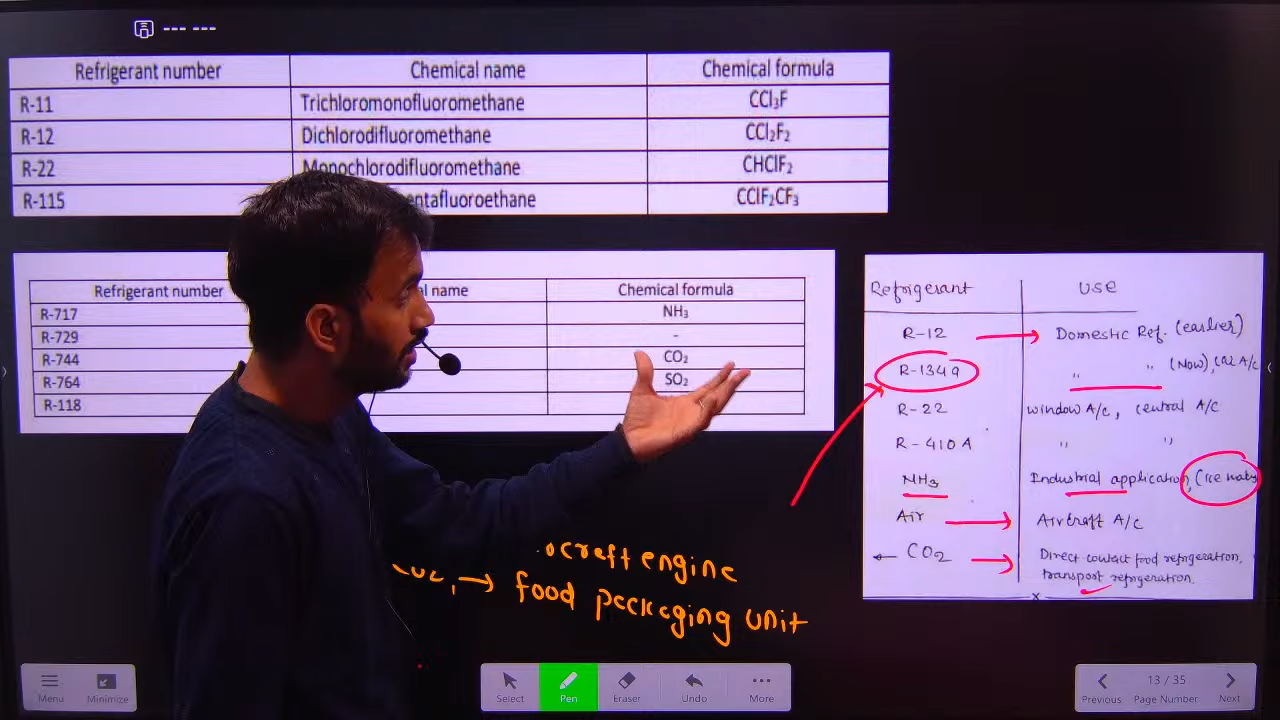 --- ---
Refrigerant number Chemical name Chemical formula
R-11 Trichloromonofluoromethane CCl₃F
R-12 Dichlorodifluoromethane CCl₂F₂
R-22 Monochlorodifluoromethane CHClF₂
R-115 entafluoroethane CClF₂CF₃
Refrigerant number al name Chemical formula
R-717 NH₃
R-729 -
R-744 CO₂
R-764 SO₂
R-118
Refrigerant USE
R-12 → Domestic Ref. (earlier)
R-134a " " (Now), car A/c
R-22 window A/c, central A/c
R-410A " "
NH₃ Industrial application,
Air → Aircraft A/C
← CO₂ → Direct contact food refrigeration,
transport refrigeration.
x
craft engine
→ food packaging unit
Menu Minimize Select Pen Eraser Undo More Previous 13 / 35 Page Number Next